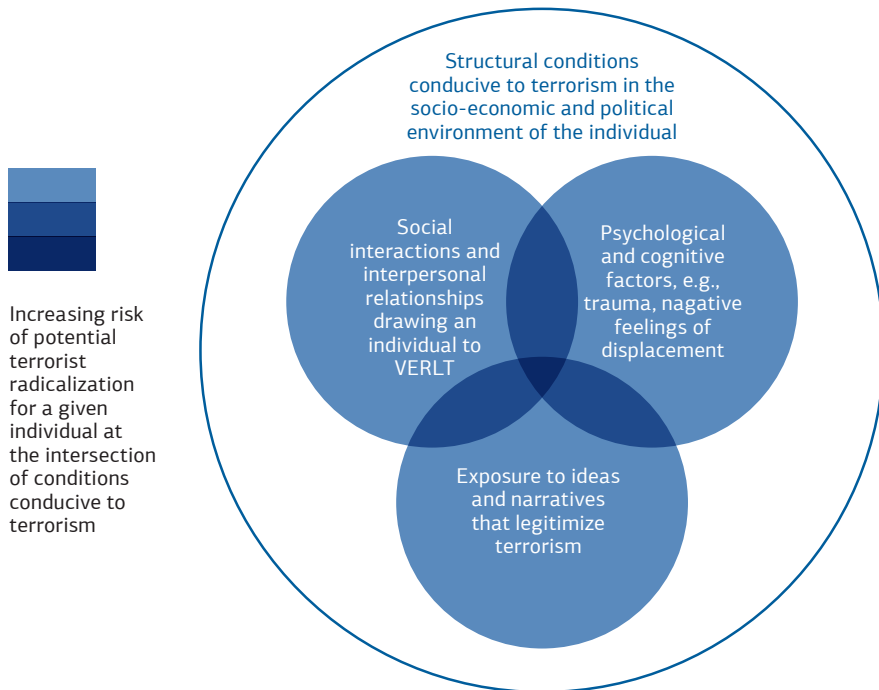 Structural conditions
conducive to terrorism in the
socio-economic and political
environment of the individual
Social
interactions and
interpersonal
relationships
drawing an
individual to
VERLT
Psychological
and cognitive
factors, e.g.,
trauma, nagative
feelings of
displacement
Exposure to ideas
and narratives
that legitimize
terrorism
Increasing risk
of potential
terrorist
radicalization
for a given
individual at
the intersection
of conditions
conducive to
terrorism